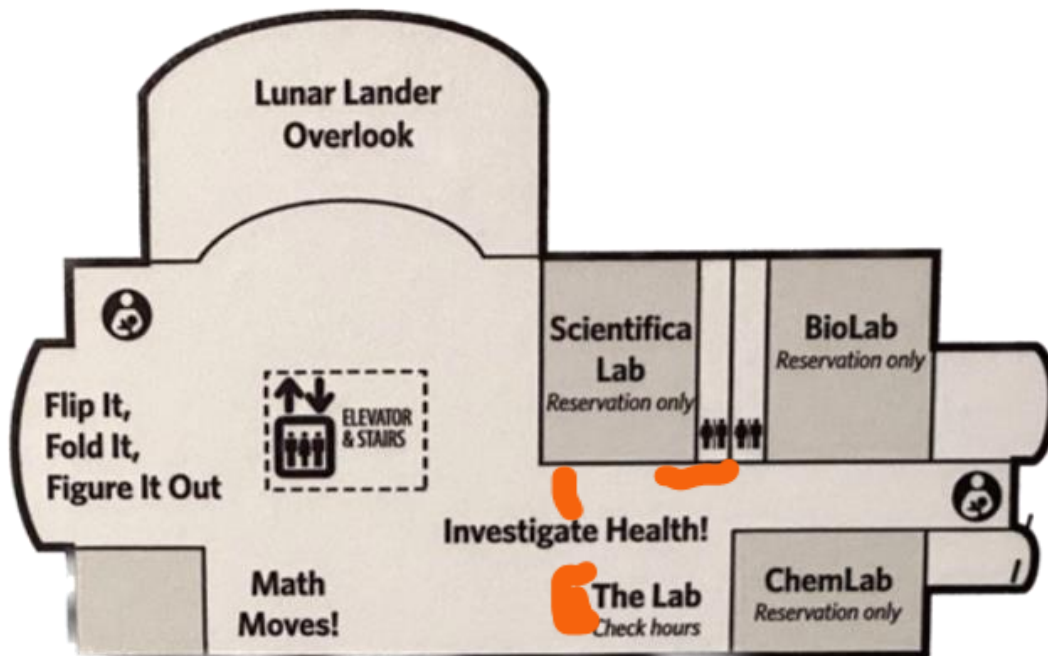 Lunar Lander
Overlook
Scientifica
Lab
Reservation only
BioLab
Reservation only
Flip It,
Fold It,
Figure It Out
ELEVATOR
& STAIRS
Investigate Health!
Math
Moves!
The Lab
Check hours
ChemLab
Reservation only